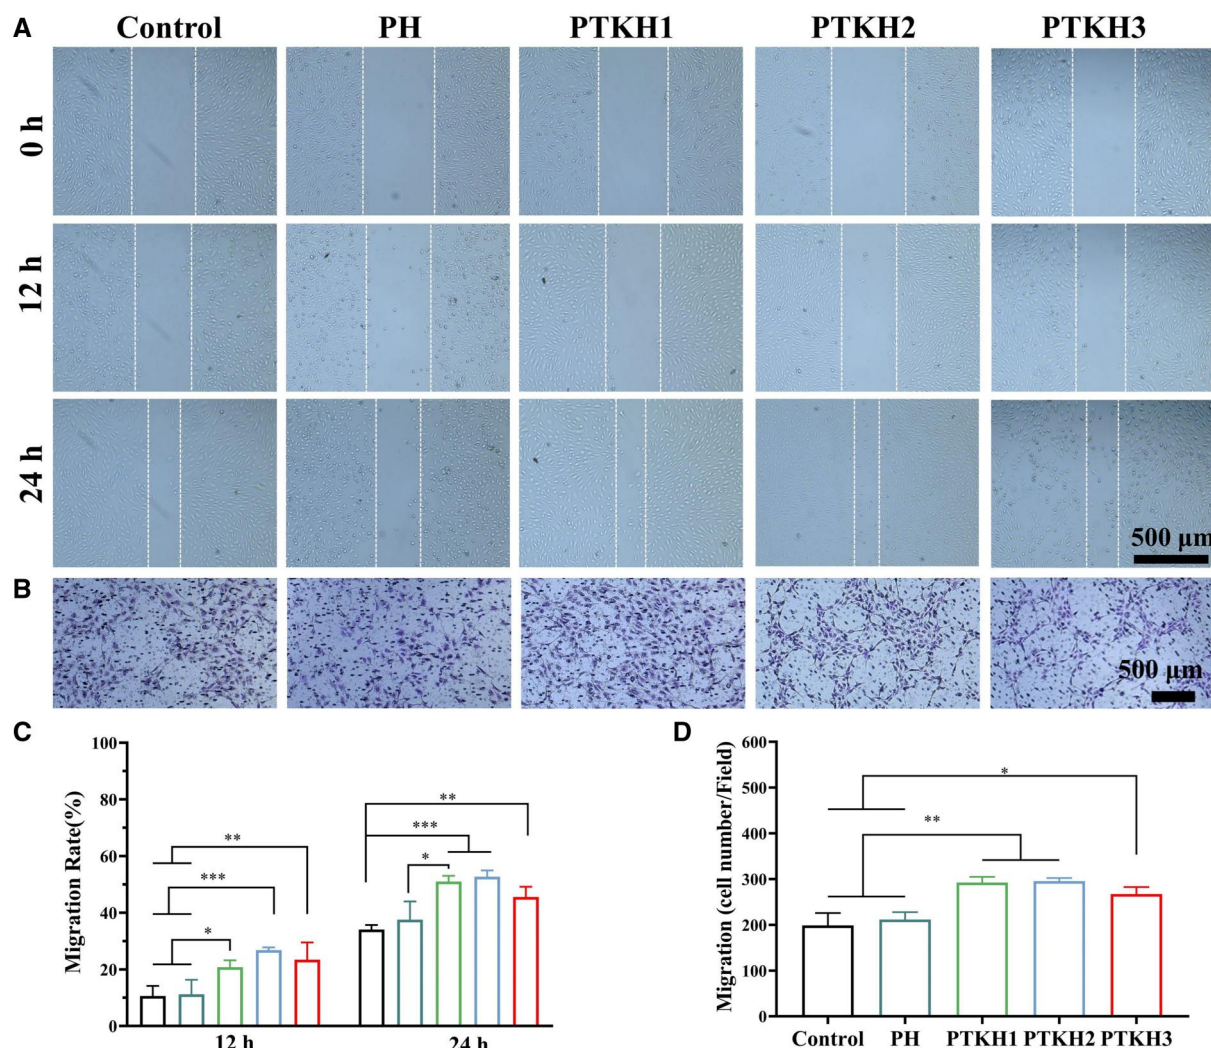 A
Control
PH
PTKH1
PTKH2
PTKH3
0 h
12 h
24 h
500 μm
B
500 μm
C
Migration Rate(%)
100
80
60
40
20
0
**
***
*
**
***
*
12 h
24 h
D
Migration (cell number/Field)
600
500
400
300
200
100
0
*
**
Control
PH
PTKH1
PTKH2
PTKH3